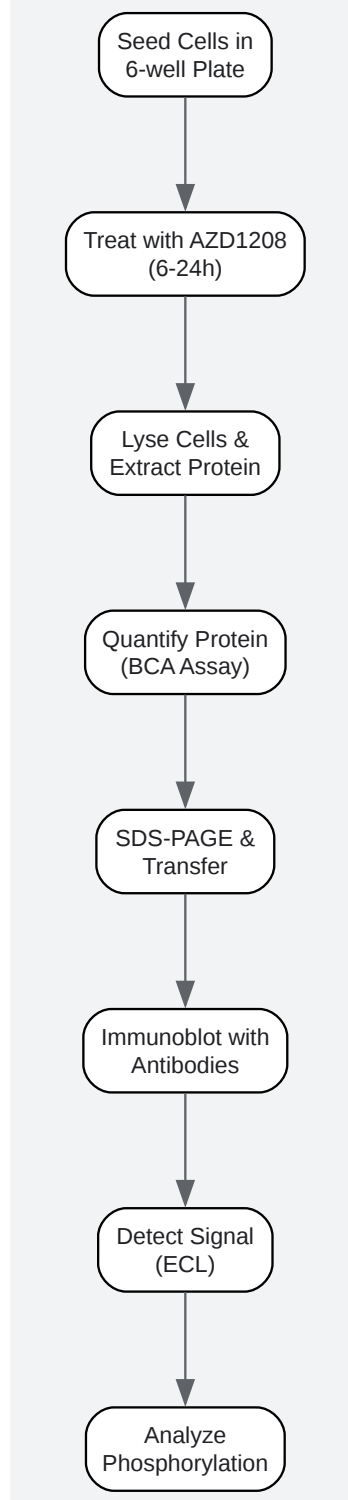 Seed Cells in
6-well Plate
Treat with AZD1208
(6-24h)
Lyse Cells &
Extract Protein
Quantify Protein
(BCA Assay)
SDS-PAGE &
Transfer
Immunoblot with
Antibodies
Detect Signal
(ECL)
Analyze
Phosphorylation